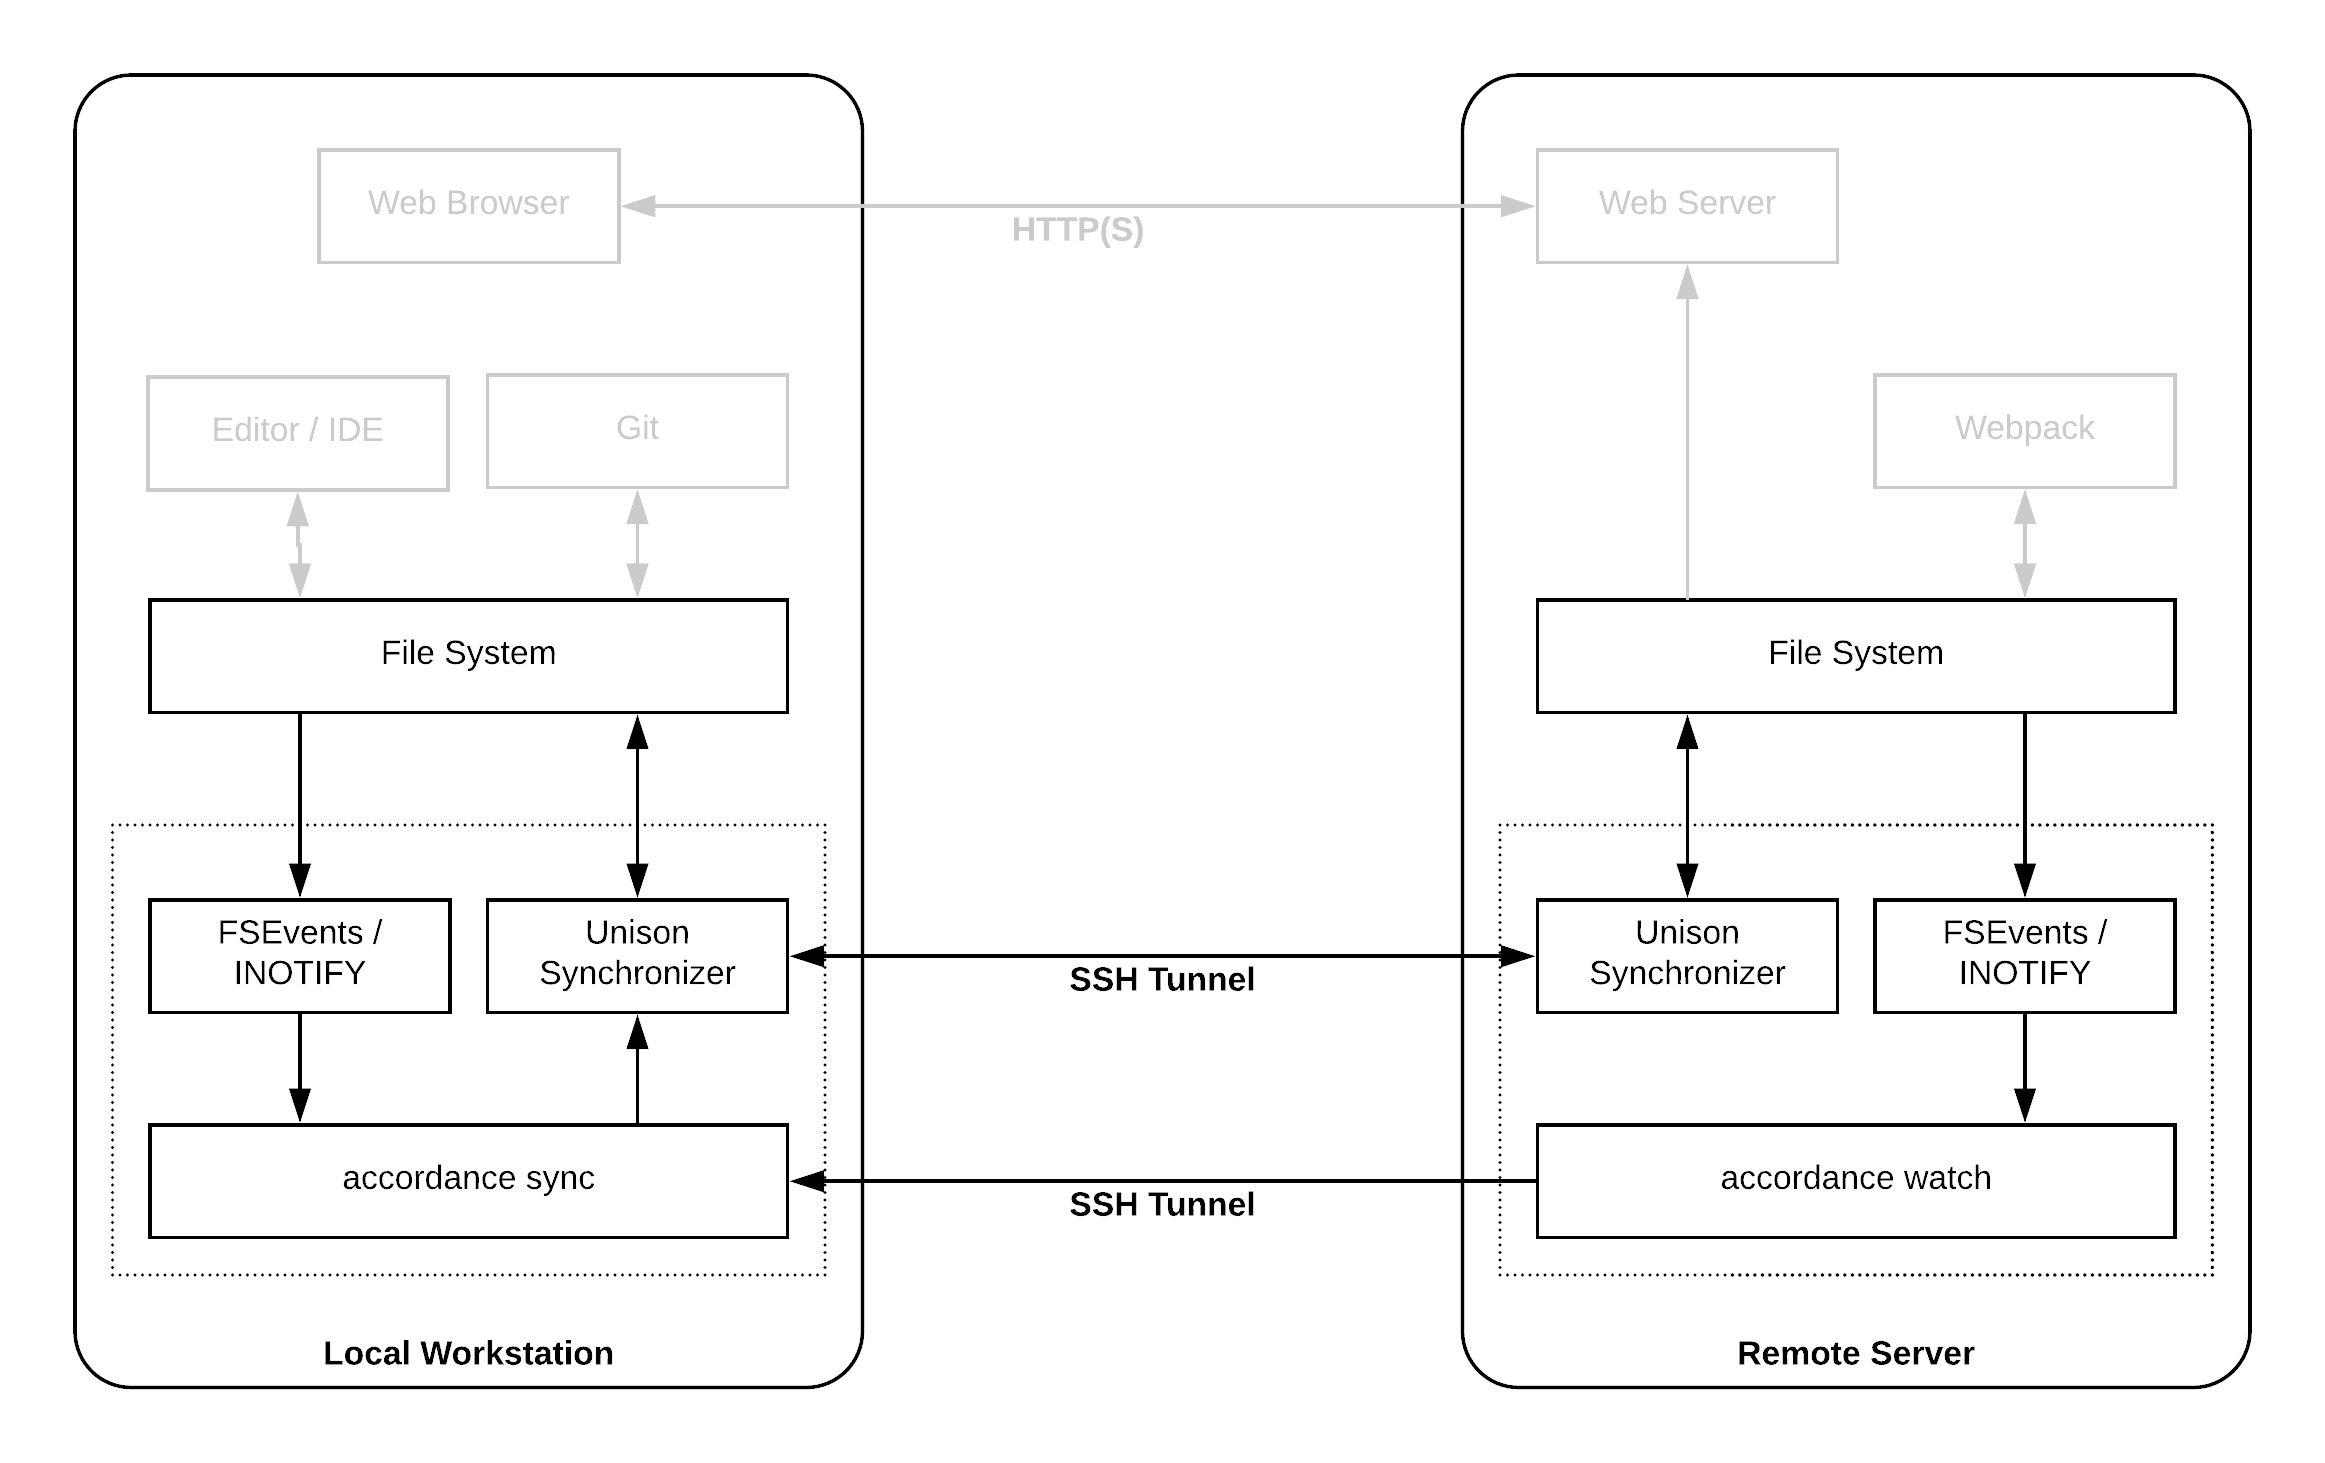 Web Browser
HTTP(S)
Web Server
Editor / IDE
Git
Webpack
File System
File System
FSEvents /
INOTIFY
Unison
Synchronizer
SSH Tunnel
Unison
Synchronizer
FSEvents /
INOTIFY
accordance sync
SSH Tunnel
accordance watch
Local Workstation
Remote Server